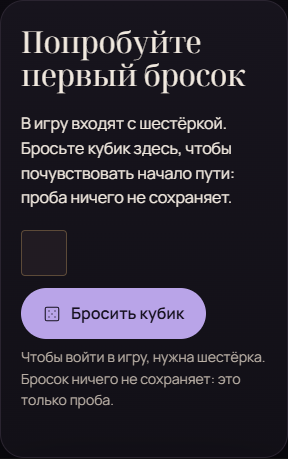 Попробуйте
первый бросок
В игру входят с шестёркой.
Бросьте кубик здесь, чтобы
почувствовать начало пути:
проба ничего не сохраняет.
Бросить кубик
Чтобы войти в игру, нужна шестёрка.
Бросок ничего не сохраняет: это
только проба.